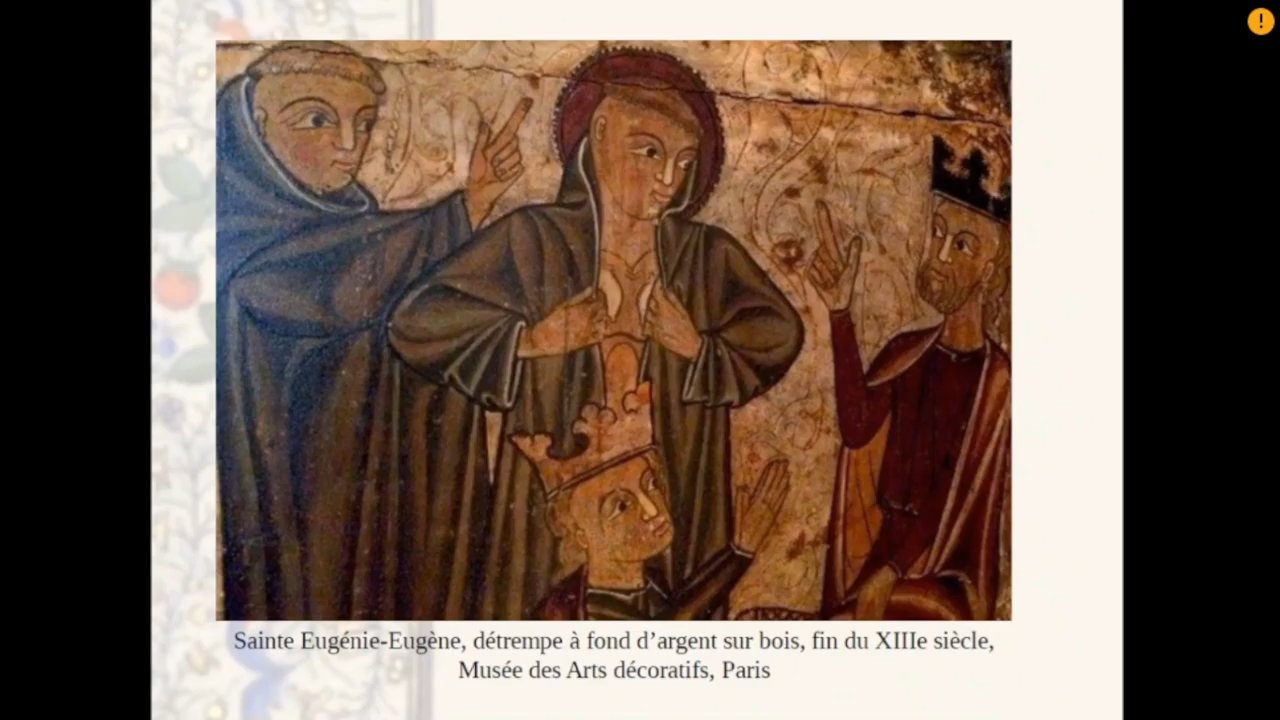 Sainte Eugénie-Eugène, détrempe à fond d’argent sur bois, fin du XIIIe siècle,
Musée des Arts décoratifs, Paris